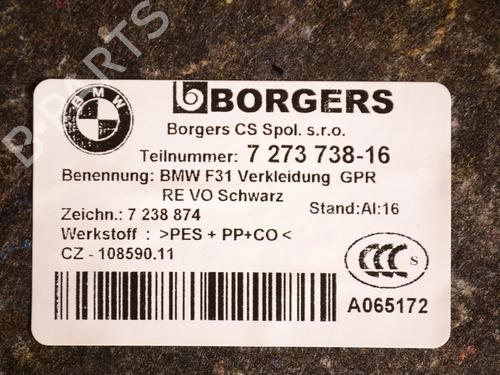 B-PARTS
BMW
BORGERS
Borgers CS Spol. s.r.o.
Teilnummer: 7 273 738-16
Benennung: BMW F31 Verkleidung GPR
RE VO Schwarz
Zeichn.: 7 238 874 Stand:AI:16
Werkstoff : >PES + PP+CO<
CZ - 108590.11
CCC S
A065172